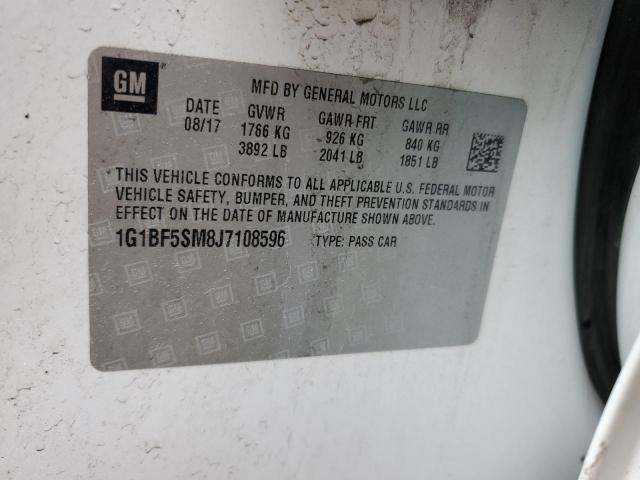 GM
MFD BY GENERAL MOTORS LLC
DATE GVWR GAWR FRT GAWR RR
08/17 1766 KG 926 KG 840 KG
3892 LB 2041 LB 1851 LB
THIS VEHICLE CONFORMS TO ALL APPLICABLE U.S. FEDERAL MOTOR
VEHICLE SAFETY, BUMPER, AND THEFT PREVENTION STANDARDS IN
EFFECT ON THE DATE OF MANUFACTURE SHOWN ABOVE.
1G1BF5SM8J7108596 TYPE: PASS CAR